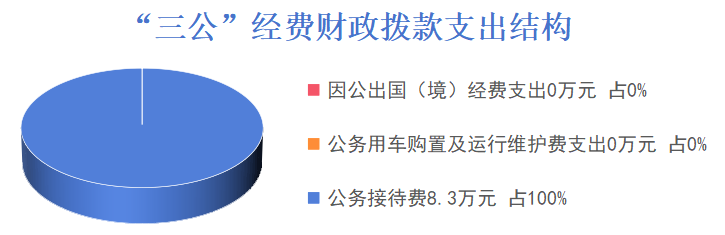 “三公”经费财政拨款支出结构
因公出国（境）经费支出0万元 占0%
公务用车购置及运行维护费支出0万元 占0%
公务接待费8.3万元 占100%